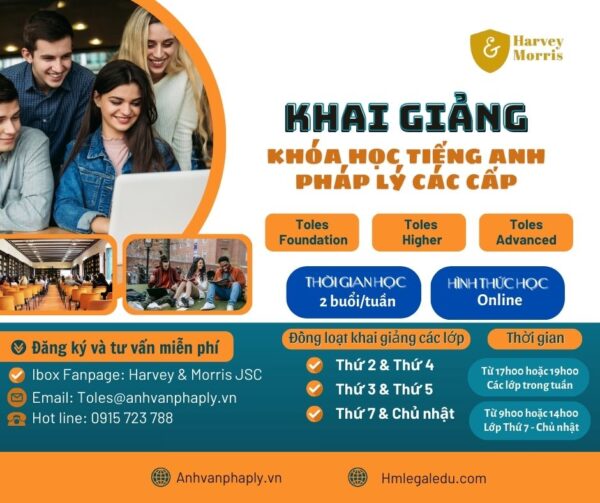 &
Harvey
Morris
KHAI GIẢNG
KHÓA HỌC TIẾNG ANH
PHÁP LÝ CÁC CẤP
Toles
Foundation
Toles
Higher
Toles
Advanced
THỜI GIAN HỌC
2 buổi/tuần
HÌNH THỨC HỌC
Online
Đăng ký và tư vấn miễn phí
Ibox Fanpage: Harvey & Morris JSC
Email: Toles@anhvanphaply.vn
Hot line: 0915 723 788
Đồng loạt khai giảng các lớp
Thứ 2 & Thứ 4
Thứ 3 & Thứ 5
Thứ 7 & Chủ nhật
Thời gian
Từ 17h00 hoặc 19h00
Các lớp trong tuần
Từ 9h00 hoặc 14h00
Lớp Thứ 7 - Chủ nhật
Anhvanphaply.vn
Hmlegaledu.com